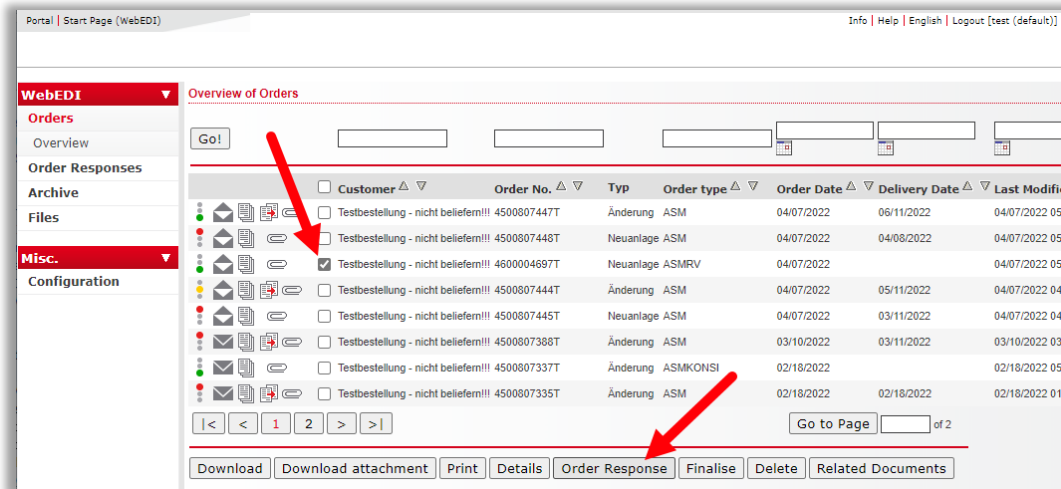 Portal | Start Page (WebEDI) Info | Help | English | Logout [test (default)]
WebEDI
Orders
Overview
Order Responses
Archive
Files
Misc.
Configuration
Overview of Orders
Go!
Customer Order No. Typ Order type Order Date Delivery Date Last Modifi
Testbestellung - nicht beliefern!!! 4500807447T Änderung ASM 04/07/2022 06/11/2022 04/07/2022 05
Testbestellung - nicht beliefern!!! 4500807448T Neuanlage ASM 04/07/2022 04/08/2022 04/07/2022 05
Testbestellung - nicht beliefern!!! 4600004697T Neuanlage ASMRV 04/07/2022 04/07/2022 05
Testbestellung - nicht beliefern!!! 4500807444T Änderung ASM 04/07/2022 05/11/2022 04/07/2022 04
Testbestellung - nicht beliefern!!! 4500807445T Neuanlage ASM 04/07/2022 03/11/2022 04/07/2022 04
Testbestellung - nicht beliefern!!! 4500807388T Änderung ASM 03/10/2022 03/11/2022 03/10/2022 03
Testbestellung - nicht beliefern!!! 4500807337T Änderung ASMKONSI 02/18/2022 02/18/2022 05
Testbestellung - nicht beliefern!!! 4500807335T Änderung ASM 02/18/2022 02/18/2022 02/18/2022 01
|< < 1 2 > >| Go to Page of 2
Download Download attachment Print Details Order Response Finalise Delete Related Documents